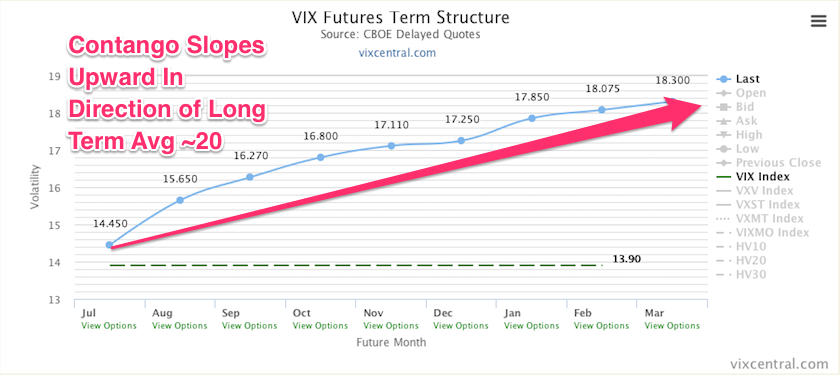 VIX Futures Term Structure
Source: CBOE Delayed Quotes
vixcentral.com
Contango Slopes
Upward In
Direction of Long
Term Avg ~20
19
18
17
16
15
14
13
Volatility
14.450
15.650
16.270
16.800
17.110
17.250
17.850
18.075
18.300
13.90
Jul
Aug
Sep
Oct
Nov
Dec
Jan
Feb
Mar
View Options
View Options
View Options
View Options
View Options
View Options
View Options
View Options
View Options
Future Month
Last
Open
Bid
Ask
High
Low
Previous Close
VIX Index
VXV Index
VXST Index
VXMT Index
VIXMO Index
HV10
HV20
HV30
vixcentral.com